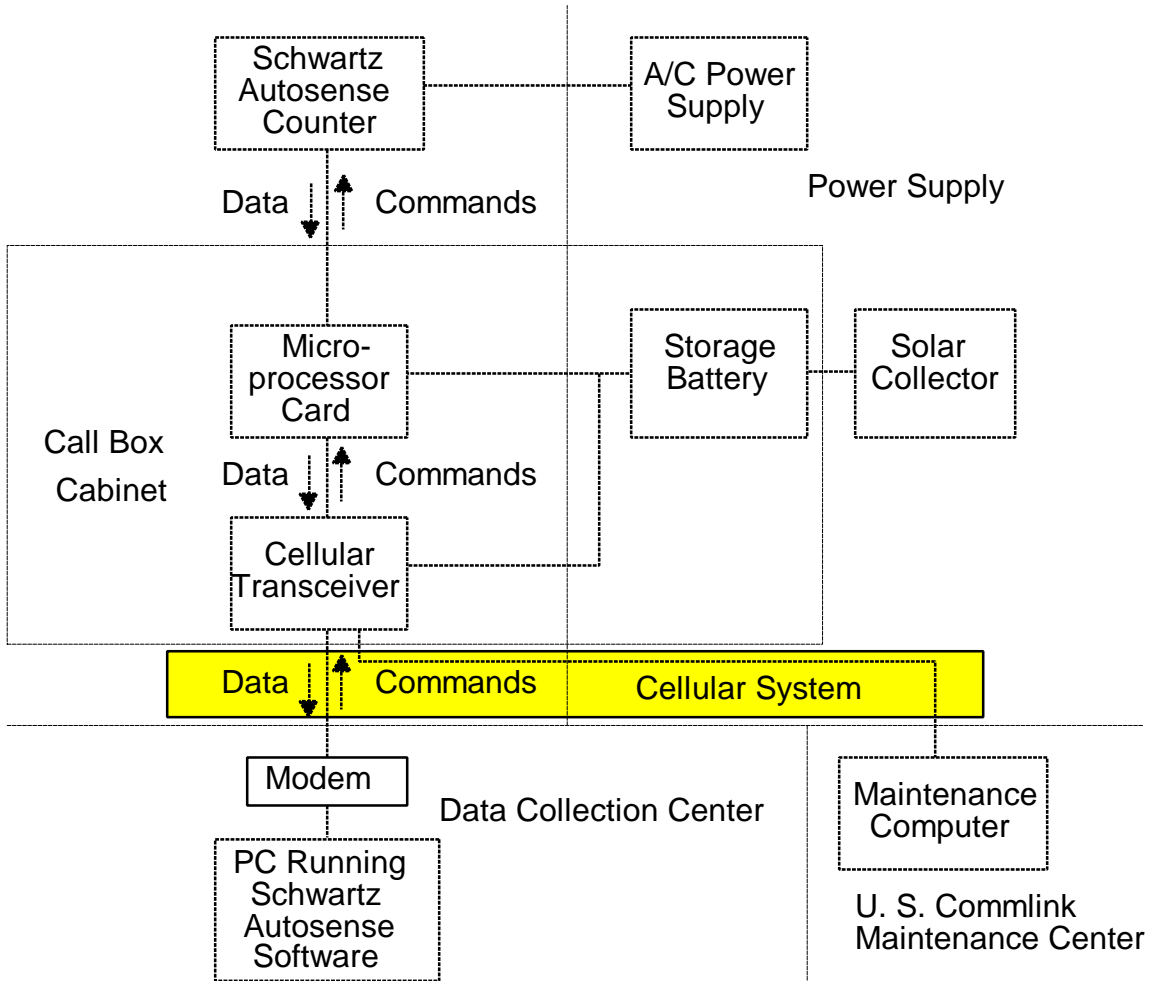 Schwartz
Autosense
Counter
A/C Power
Supply
Power Supply
Data
Commands
Micro-
processor
Card
Storage
Battery
Solar
Collector
Call Box
Cabinet
Data
Commands
Cellular
Transceiver
Data
Commands
Cellular System
Modem
Data Collection Center
Maintenance
Computer
PC Running
Schwartz
Autosense
Software
U. S. Commlink
Maintenance Center